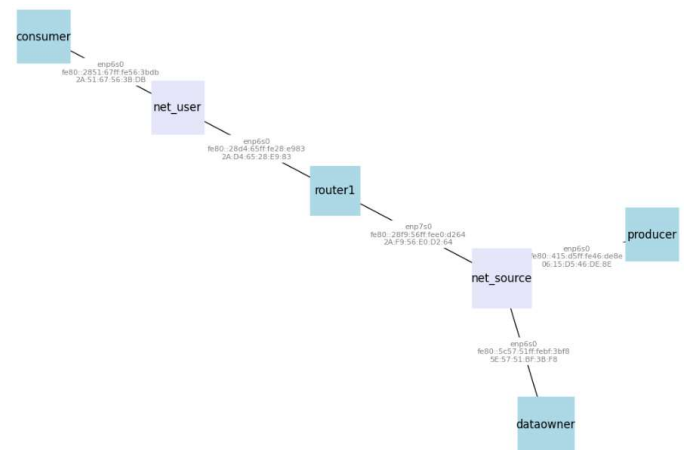 consumer
enp6s0
fe80::2851:67ff:fe56:3bdb
2A:51:67:56:3B:DB
net_user
enp6s0
fe80::28d4:65ff:fe28:e983
2A:D4:65:28:E9:83
router1
enp7s0
fe80::28f9:56ff:fee0:d264
2A:F9:56:E0:D2:64
producer
enp6s0
fe80::415:d5ff:fe46:de8e
06:15:D5:46:DE:8E
net_source
enp6s0
fe80::5c57:51ff:febf:3bf8
5E:57:51:BF:3B:F8
dataowner